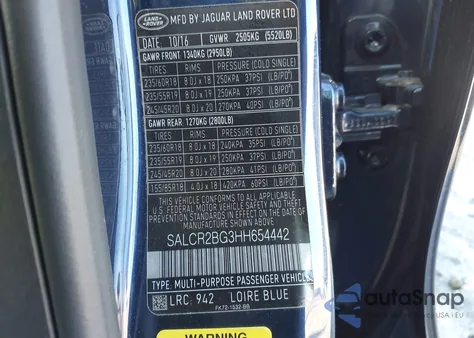 LAND ROVER
MFD BY JAGUAR LAND ROVER LTD
DATE 10/16 GVWR 2505KG (5520LB)
GAWR FRONT 1340KG (2950LB)
TIRES RIMS PRESSURE (COLD SINGLE)
235/60R18 8.0J x 18 250KPA 37PSI (LB/PO²)
235/55R19 8.0J x 19 250KPA 37PSI (LB/PO²)
245/45R20 8.0J x 20 270KPA 40PSI (LB/PO²)
GAWR REAR 1270KG (2800LB)
TIRES RIMS PRESSURE (COLD SINGLE)
235/60R18 8.0J x 18 240KPA 35PSI (LB/PO²)
235/55R19 8.0J x 19 250KPA 37PSI (LB/PO²)
245/45R20 8.0J x 20 280KPA 41PSI (LB/PO²)
155/85R18 4.0J x 18 420KPA 60PSI (LB/PO²)
THIS VEHICLE CONFORMS TO ALL APPLICABLE
U.S. FEDERAL MOTOR VEHICLE SAFETY AND
THEFT PREVENTION STANDARDS
IN EFFECT ON THE DATE OF
MANUFACTURE SHOWN ABOVE
SALCR2BG3HH654442
TYPE: MULTI-PURPOSE PASSENGER VEHICLE
LRC: 942 LOIRE BLUE
FK72-1532-BB
WARNING
autoSnap